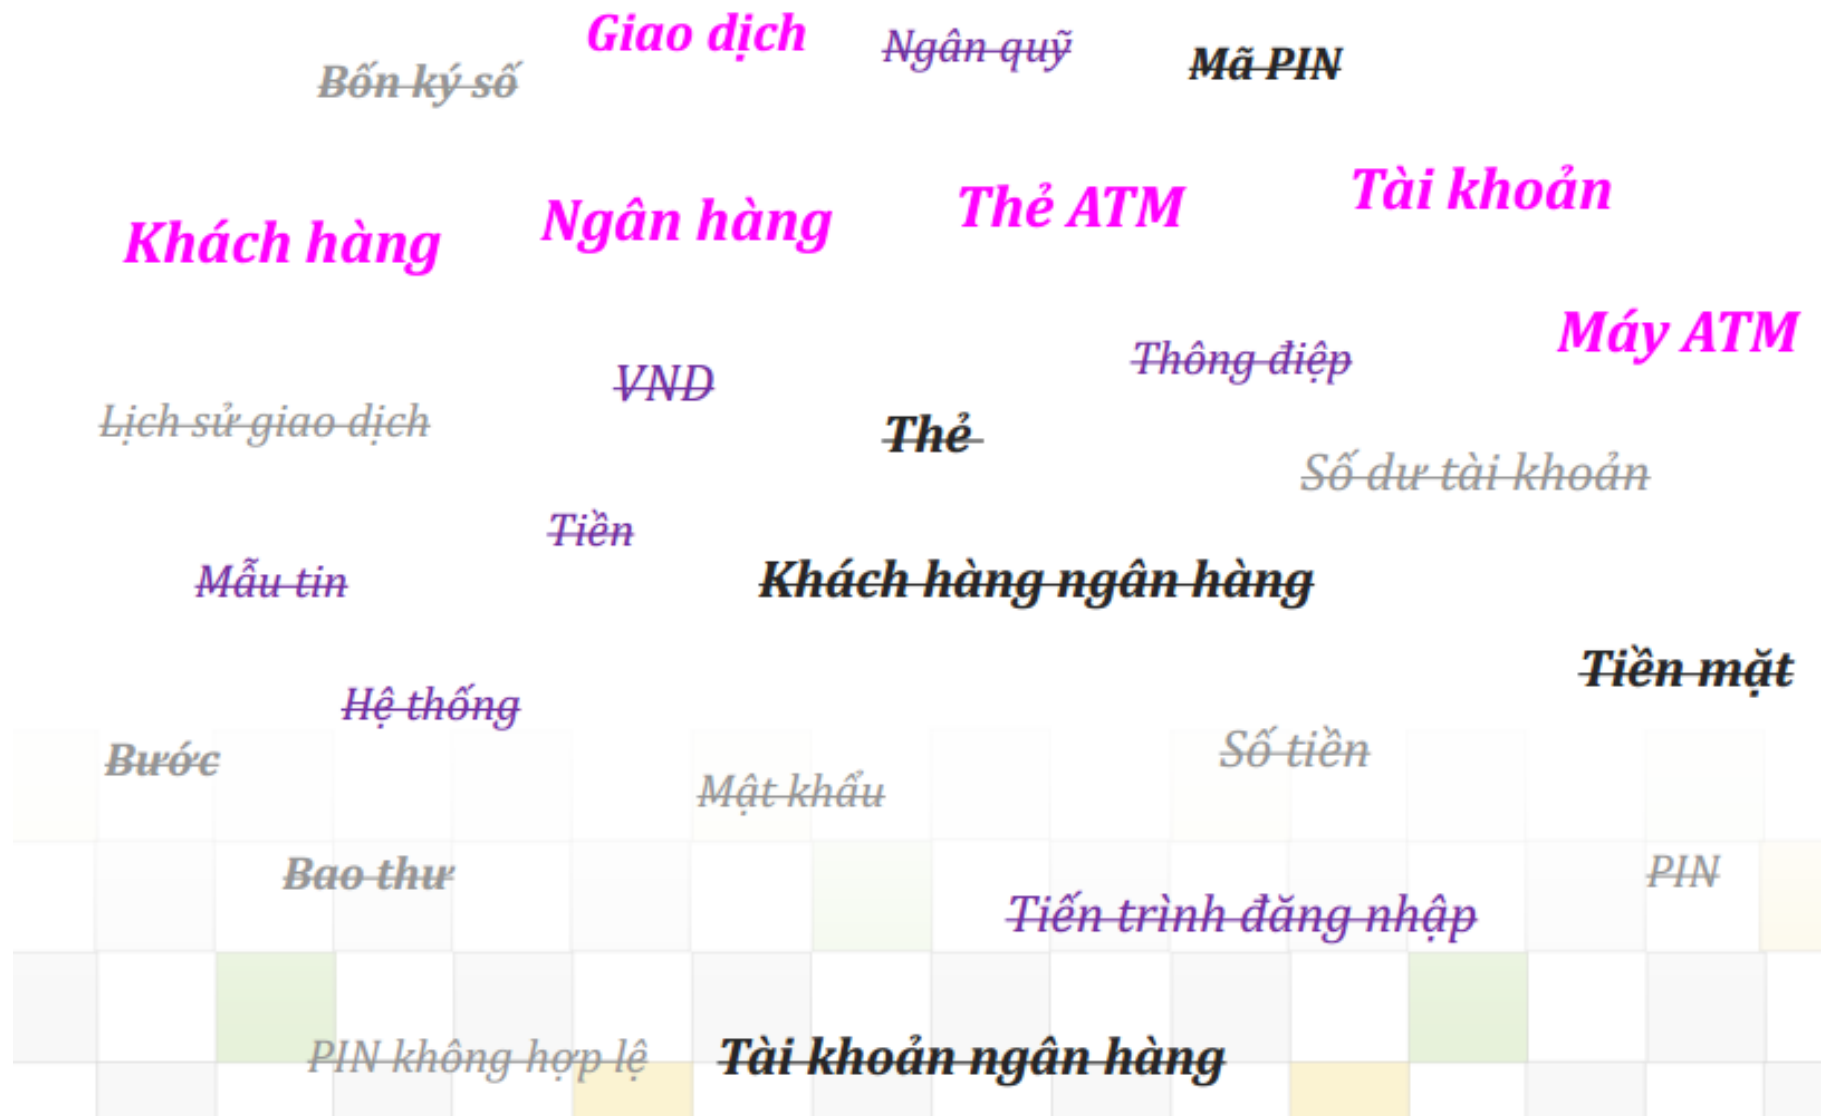 Giao dịch
Ngân quỹ
Mã PIN
Bốn ký số
Tài khoản
Thẻ ATM
Ngân hàng
Khách hàng
Máy ATM
Thông điệp
VND
Lịch sử giao dịch
Thẻ
Số dư tài khoản
Tiền
Mẫu tin
Khách hàng ngân hàng
Tiền mặt
Hệ thống
Số tiền
Bước
Mật khẩu
Bao thư
PIN
Tiến trình đăng nhập
PIN không hợp lệ
Tài khoản ngân hàng